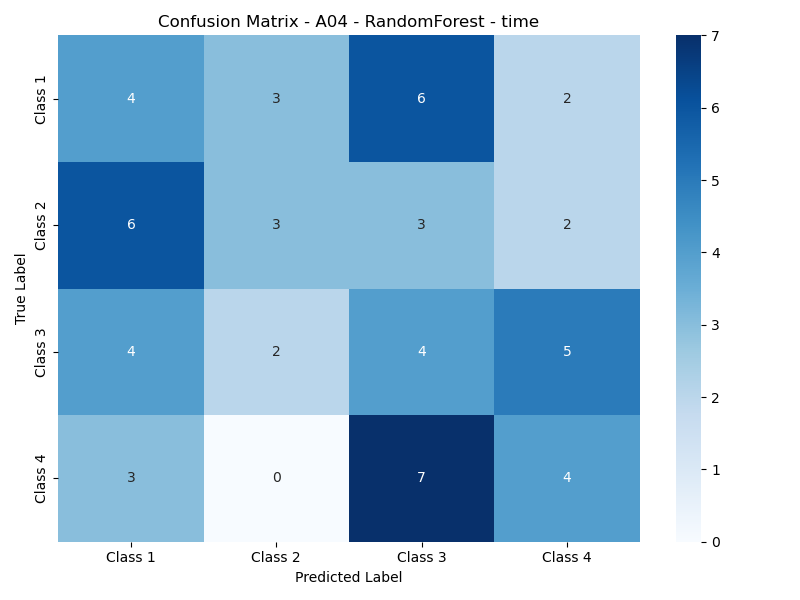 Confusion Matrix - A04 - RandomForest - time
True Label
Class 1
4 3 6 2
Class 2
6 3 3 2
Class 3
4 2 4 5
Class 4
3 0 7 4
Class 1 Class 2 Class 3 Class 4
Predicted Label
7
6
5
4
3
2
1
0